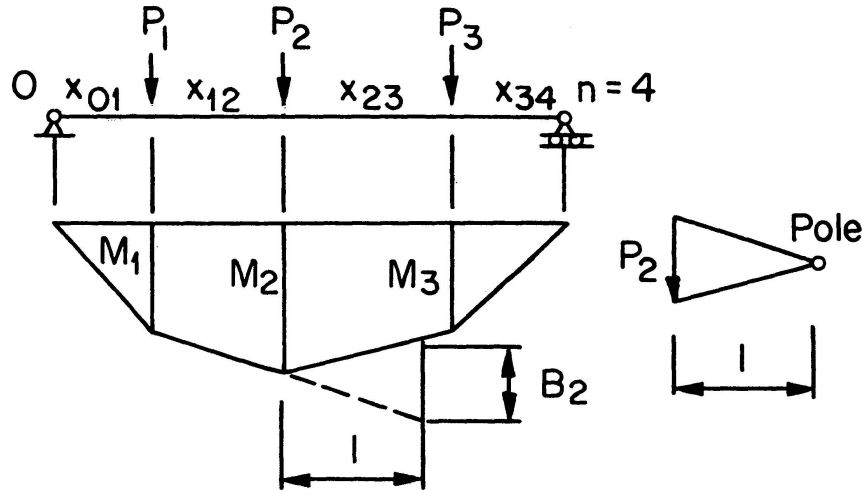 P1 P2 P3
O x01 x12 x23 x34 n = 4
M1 M2 M3
P2 Pole
l
B2
l